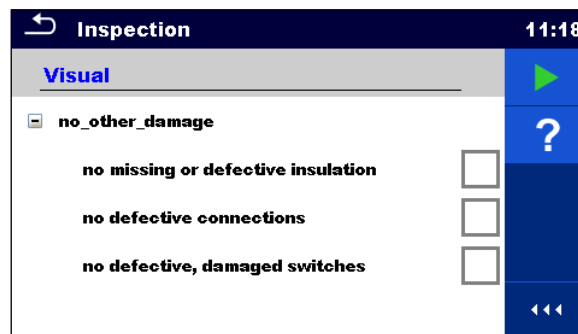 Inspection 11:18
Visual
no_other_damage
?
no missing or defective insulation
no defective connections
no defective, damaged switches